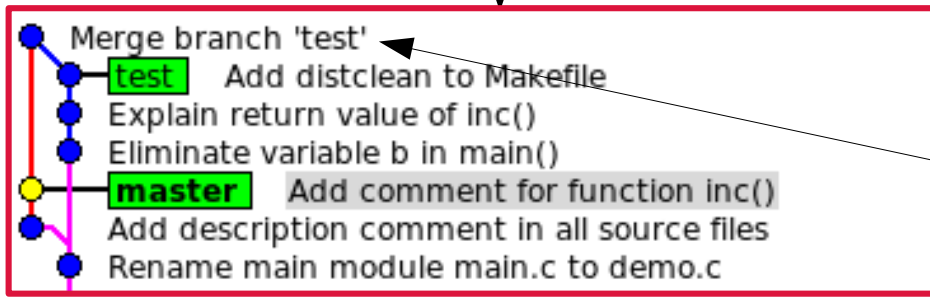 Merge branch 'test'
test Add distclean to Makefile
Explain return value of inc()
Eliminate variable b in main()
master Add comment for function inc()
Add description comment in all source files
Rename main module main.c to demo.c